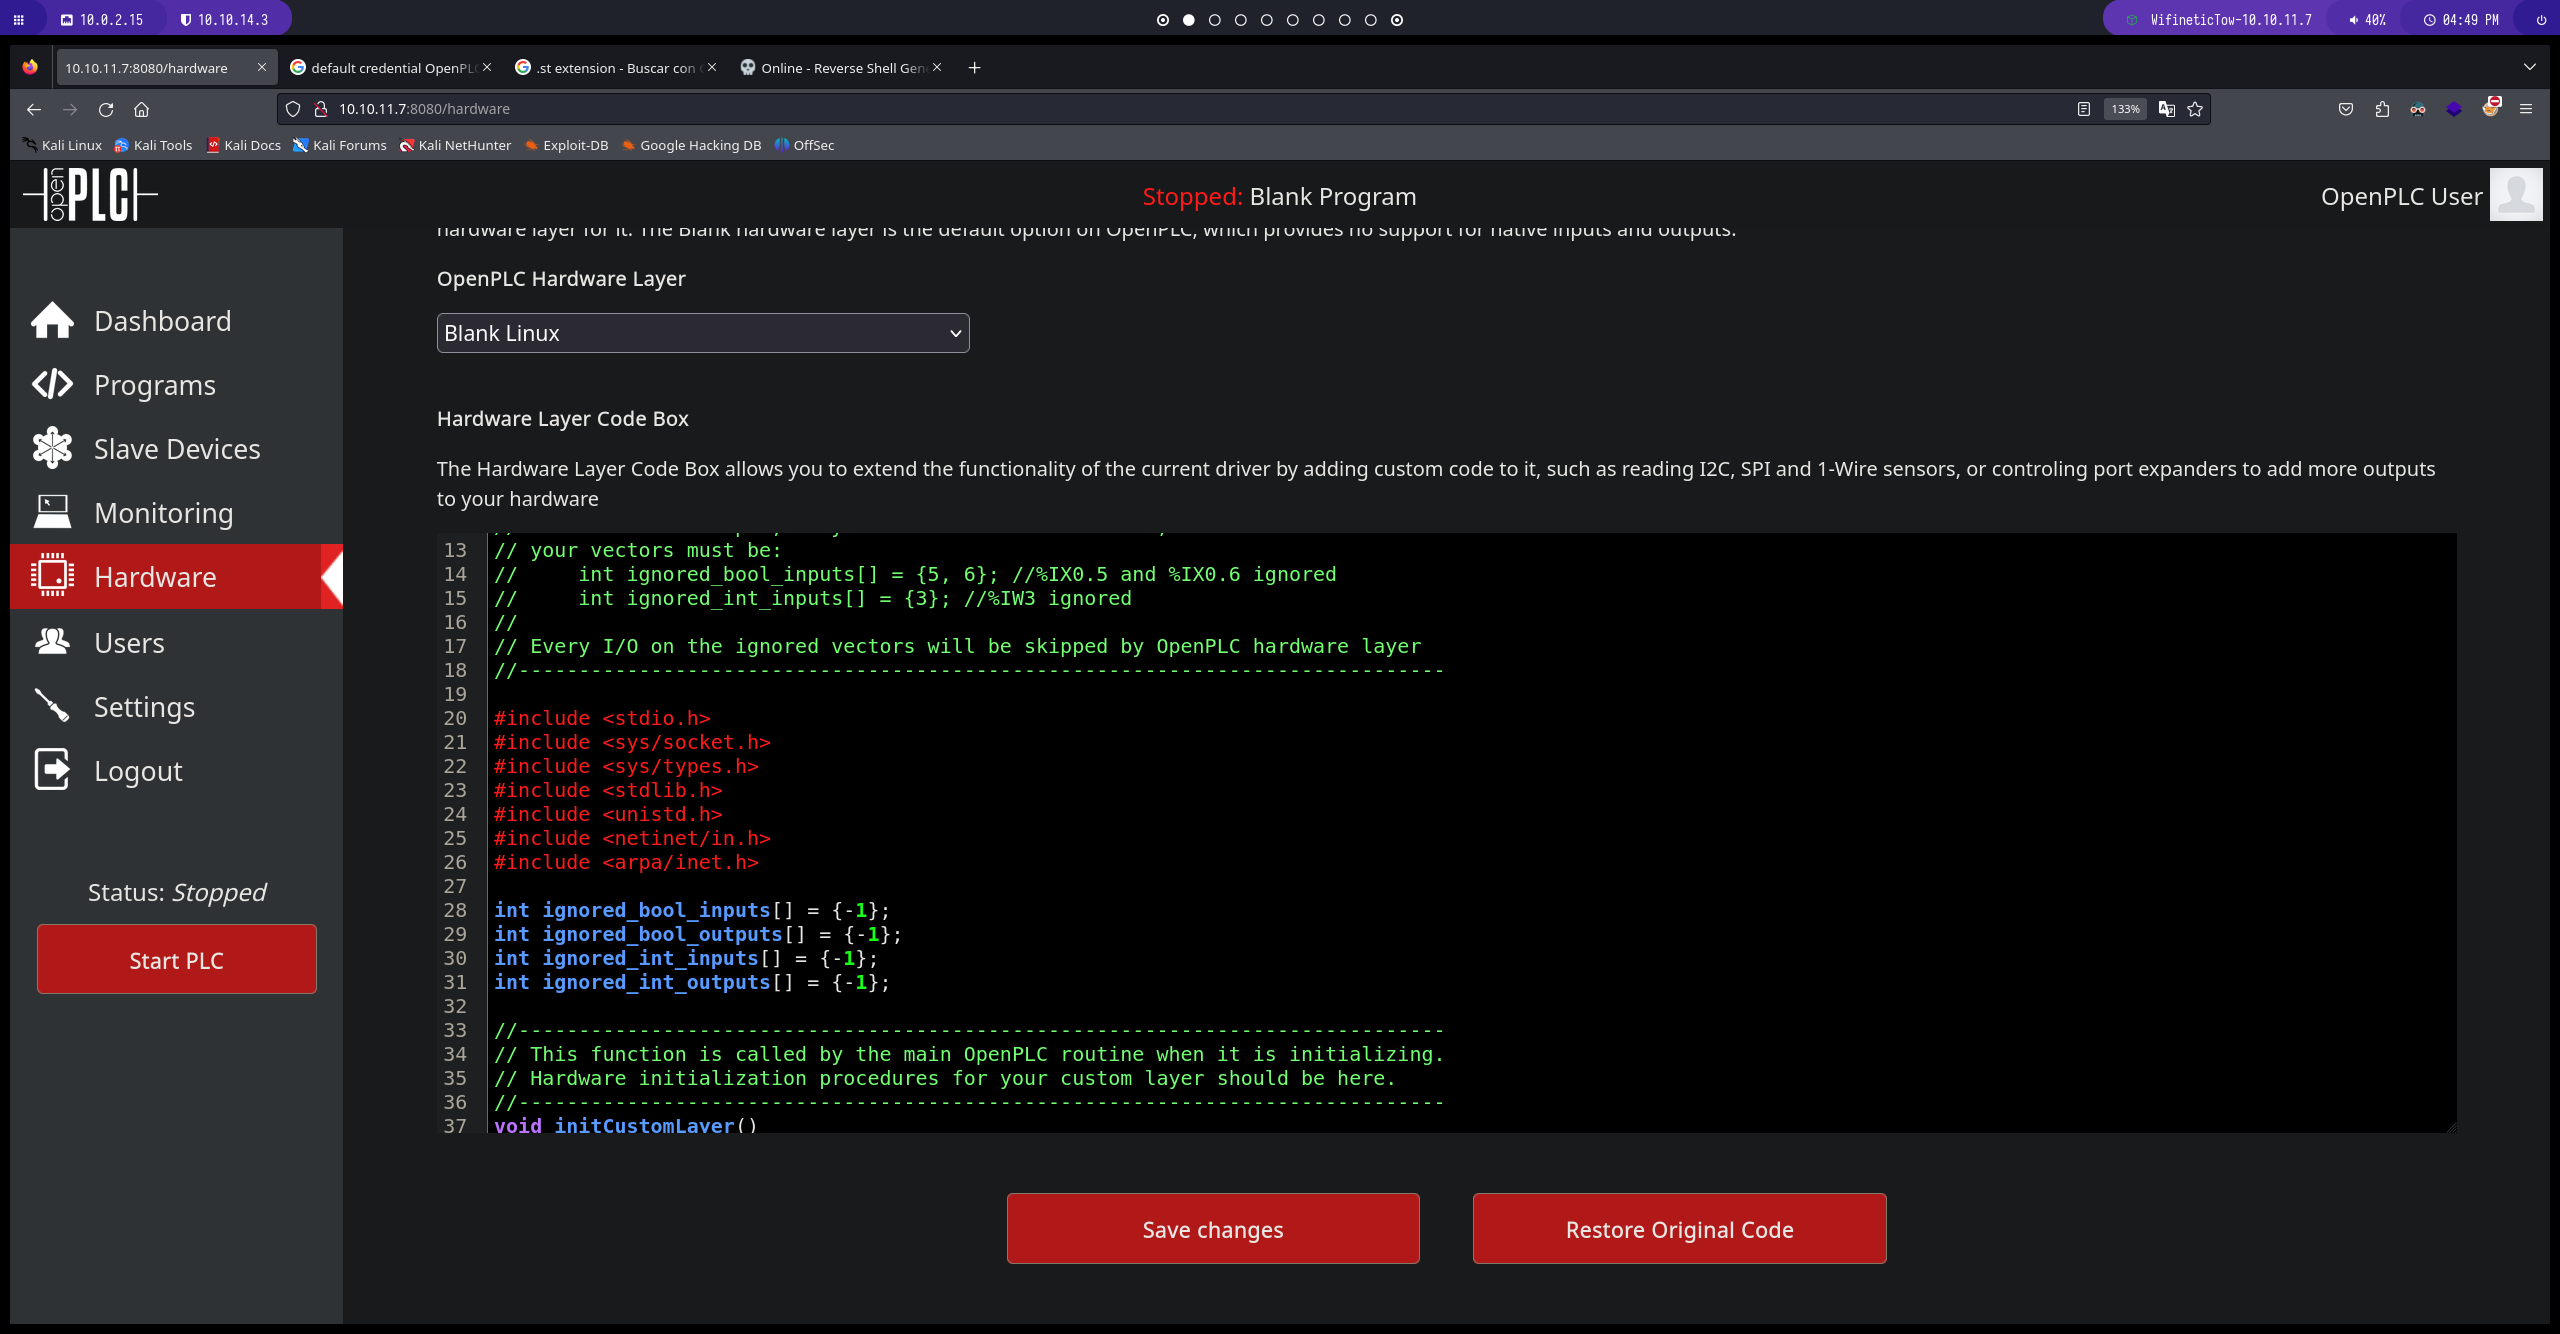 10.0.2.15
10.10.14.3
WifineticTow-10.10.11.7
40%
04:49 PM
10.10.11.7:8080/hardware
default credential OpenPLC
.st extension - Buscar con
Online - Reverse Shell Gen
10.10.11.7:8080/hardware
133%
Kali Linux
Kali Tools
Kali Docs
Kali Forums
Kali NetHunter
Exploit-DB
Google Hacking DB
OffSec
open PLC
Stopped: Blank Program
OpenPLC User
Dashboard
Programs
Slave Devices
Monitoring
Hardware
Users
Settings
Logout
Status: Stopped
Start PLC
hardware layer for it. The Blank hardware layer is the default option on OpenPLC, which provides no support for native inputs and outputs.
OpenPLC Hardware Layer
Blank Linux
Hardware Layer Code Box
The Hardware Layer Code Box allows you to extend the functionality of the current driver by adding custom code to it, such as reading I2C, SPI and 1-Wire sensors, or controling port expanders to add more outputs
to your hardware
13 // your vectors must be:
14 //     int ignored_bool_inputs[] = {5, 6}; //%IX0.5 and %IX0.6 ignored
15 //     int ignored_int_inputs[] = {3}; //%IW3 ignored
16 //
17 // Every I/O on the ignored vectors will be skipped by OpenPLC hardware layer
18 //-----------------------------------------------------------------------------
19
20 #include <stdio.h>
21 #include <sys/socket.h>
22 #include <sys/types.h>
23 #include <stdlib.h>
24 #include <unistd.h>
25 #include <netinet/in.h>
26 #include <arpa/inet.h>
27
28 int ignored_bool_inputs[] = {-1};
29 int ignored_bool_outputs[] = {-1};
30 int ignored_int_inputs[] = {-1};
31 int ignored_int_outputs[] = {-1};
32
33 //-----------------------------------------------------------------------------
34 // This function is called by the main OpenPLC routine when it is initializing.
35 // Hardware initialization procedures for your custom layer should be here.
36 //-----------------------------------------------------------------------------
37 void initCustomLayer()
Save changes
Restore Original Code